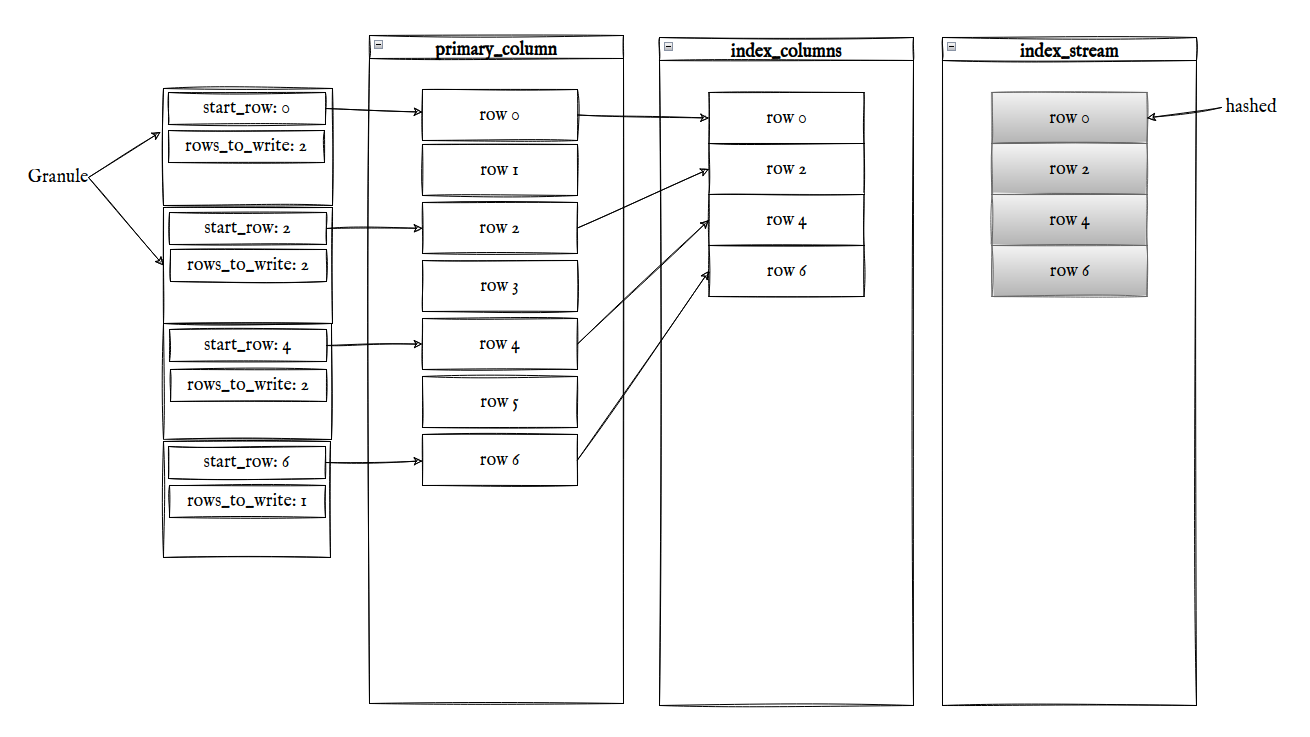 primary_column
index_columns
index_stream
Granule
start_row: 0
rows_to_write: 2
start_row: 2
rows_to_write: 2
start_row: 4
rows_to_write: 2
start_row: 6
rows_to_write: 1
row 0
row 1
row 2
row 3
row 4
row 5
row 6
row 0
row 2
row 4
row 6
row 0
row 2
row 4
row 6
hashed